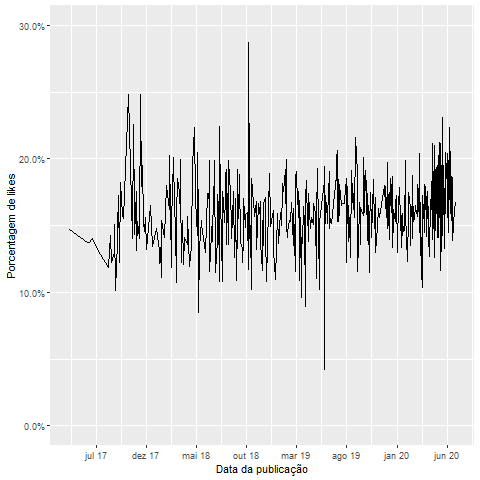 30.0%
20.0%
10.0%
0.0%
Porcentagem de likes
jul 17 dez 17 mai 18 out 18 mar 19 ago 19 jan 20 jun 20
Data da publicação